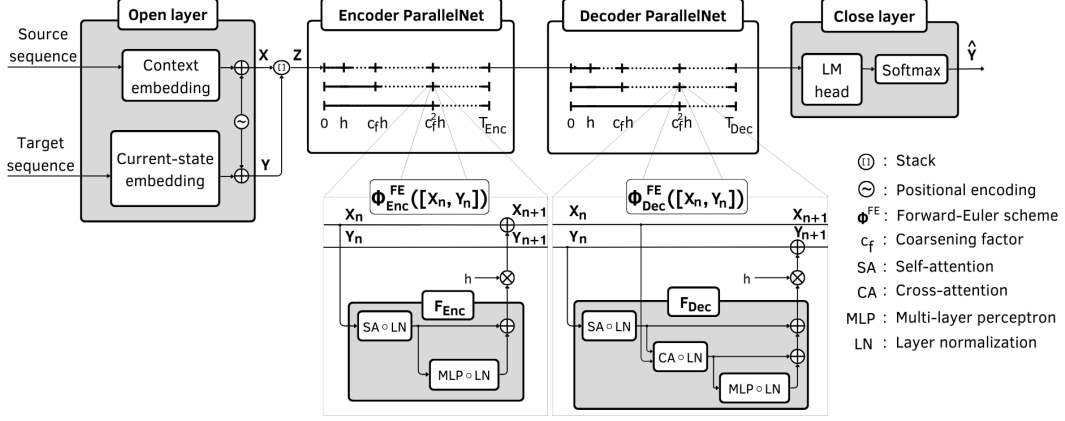 Open layer
Source
sequence
Target
sequence
Context
embedding
Current-state
embedding
~
X
Y
[]
Z
Encoder ParallelNet
0 h c_f h c_f^2 h T_Enc
Decoder ParallelNet
0 h c_f h c_f^2 h T_Dec
Close layer
LM
head
Softmax
Ŷ
Φ_Enc^FE([X_n, Y_n])
X_n
Y_n
X_n+1
Y_n+1
h
F_Enc
SA∘LN
MLP∘LN
Φ_Dec^FE([X_n, Y_n])
X_n
Y_n
X_n+1
Y_n+1
h
F_Dec
SA∘LN
CA∘LN
MLP∘LN
[] : Stack
~ : Positional encoding
Φ^FE : Forward-Euler scheme
c_f : Coarsening factor
SA : Self-attention
CA : Cross-attention
MLP : Multi-layer perceptron
LN : Layer normalization